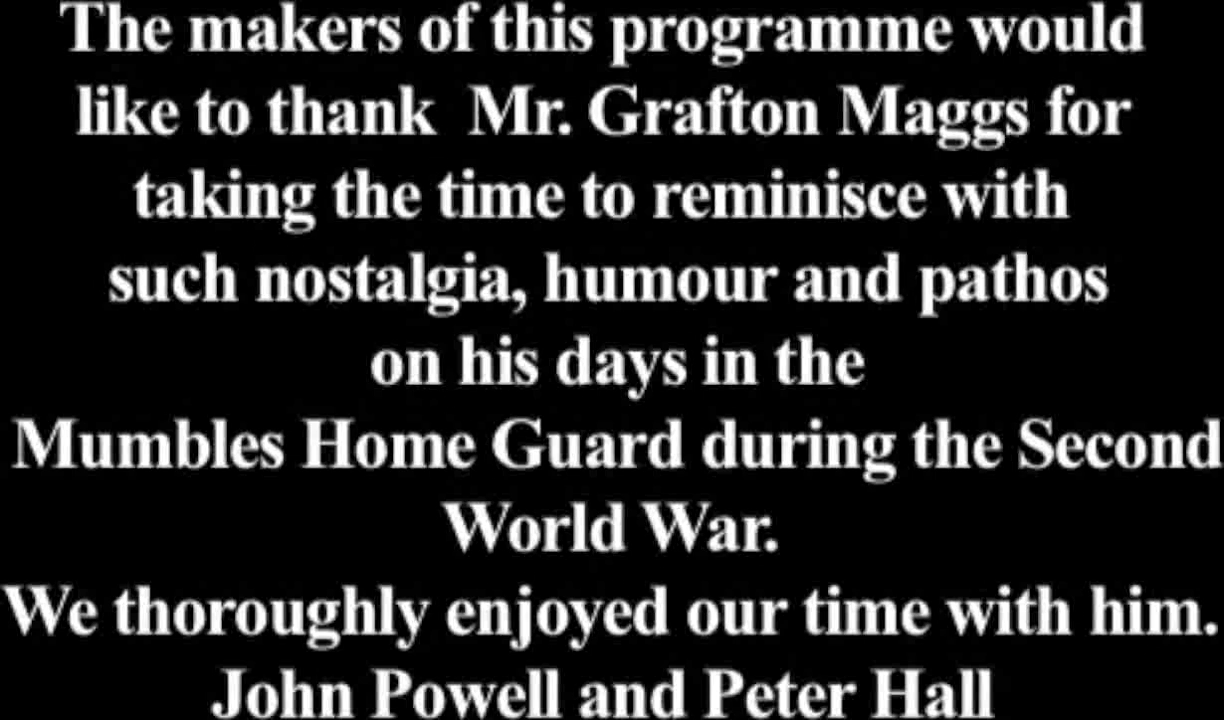 The makers of this programme would
like to thank Mr. Grafton Maggs for
taking the time to reminisce with
such nostalgia, humour and pathos
on his days in the
Mumbles Home Guard during the Second
World War.
We thoroughly enjoyed our time with him.
John Powell and Peter Hall